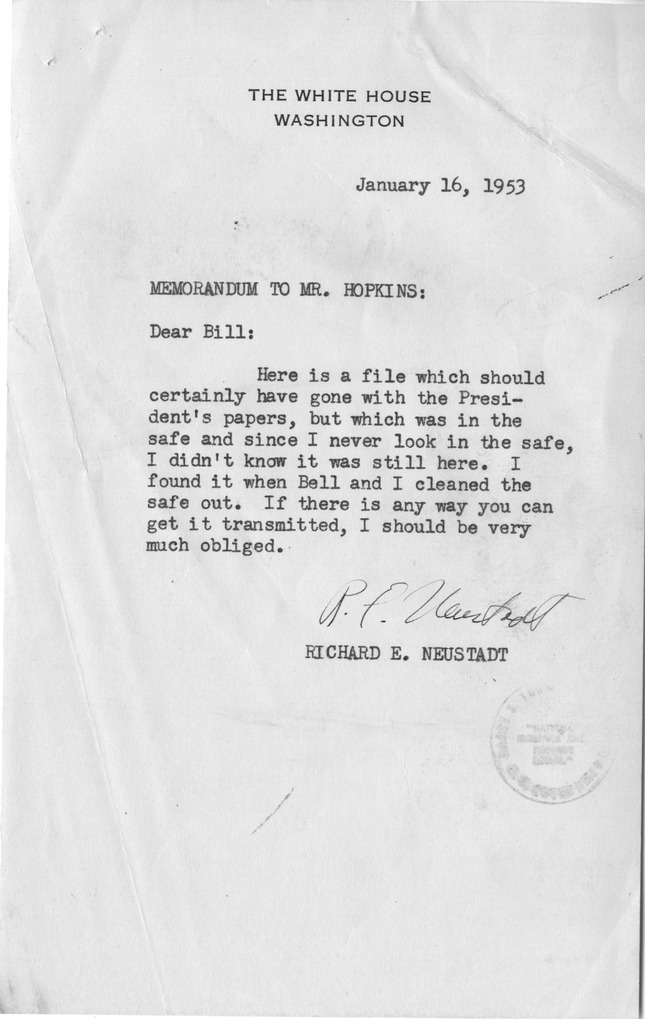 THE WHITE HOUSE
WASHINGTON
January 16, 1953
MEMORANDUM TO MR. HOPKINS:
Dear Bill:
Here is a file which should
certainly have gone with the Presi-
dent's papers, but which was in the
safe and since I never look in the safe,
I didn't know it was still here. I
found it when Bell and I cleaned the
safe out. If there is any way you can
get it transmitted, I should be very
much obliged.
R. E. Neustadt
RICHARD E. NEUSTADT